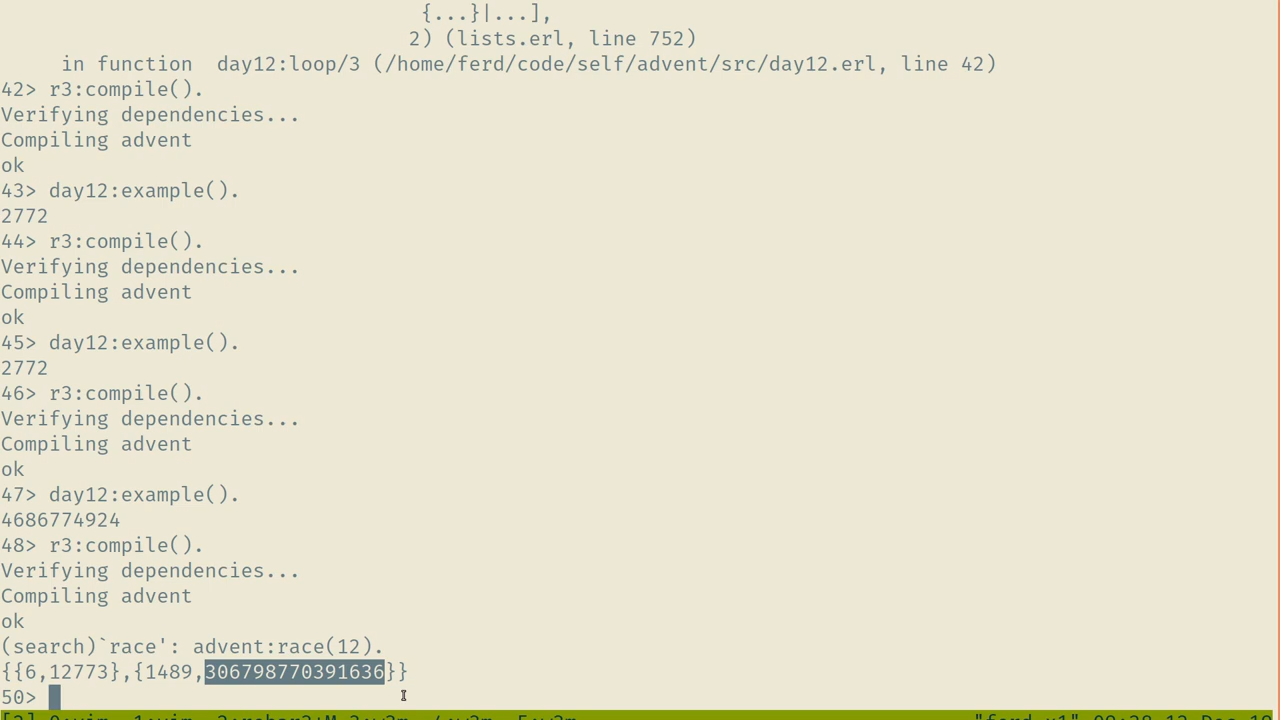 {...}|...],
2) (lists.erl, line 752)
in function  day12:loop/3 (/home/ferd/code/self/advent/src/day12.erl, line 42)
42> r3:compile().
Verifying dependencies...
Compiling advent
ok
43> day12:example().
2772
44> r3:compile().
Verifying dependencies...
Compiling advent
ok
45> day12:example().
2772
46> r3:compile().
Verifying dependencies...
Compiling advent
ok
47> day12:example().
4686774924
48> r3:compile().
Verifying dependencies...
Compiling advent
ok
(search)`race': advent:race(12).
{{6,12773},{1489,306798770391636}}
50>